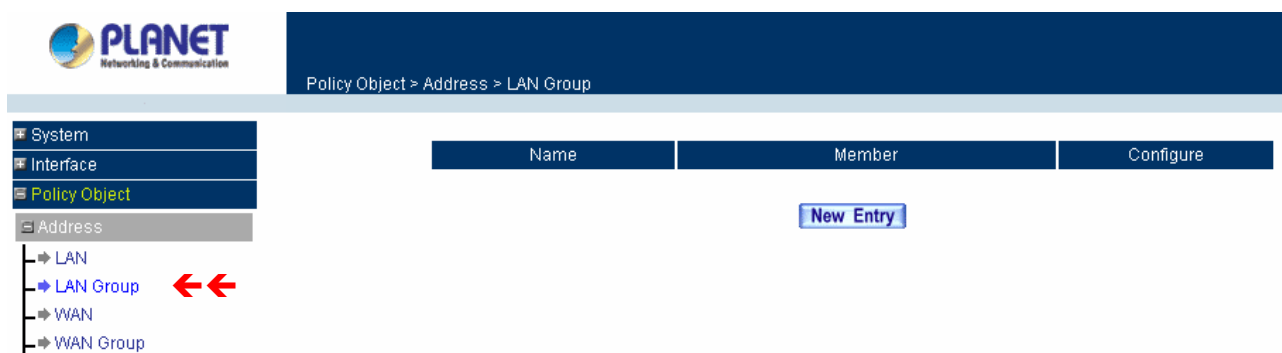 PLANET
Networking & Communication
Policy Object > Address > LAN Group
System
Interface
Policy Object
Address
LAN
LAN Group
WAN
WAN Group
Name Member Configure
New Entry